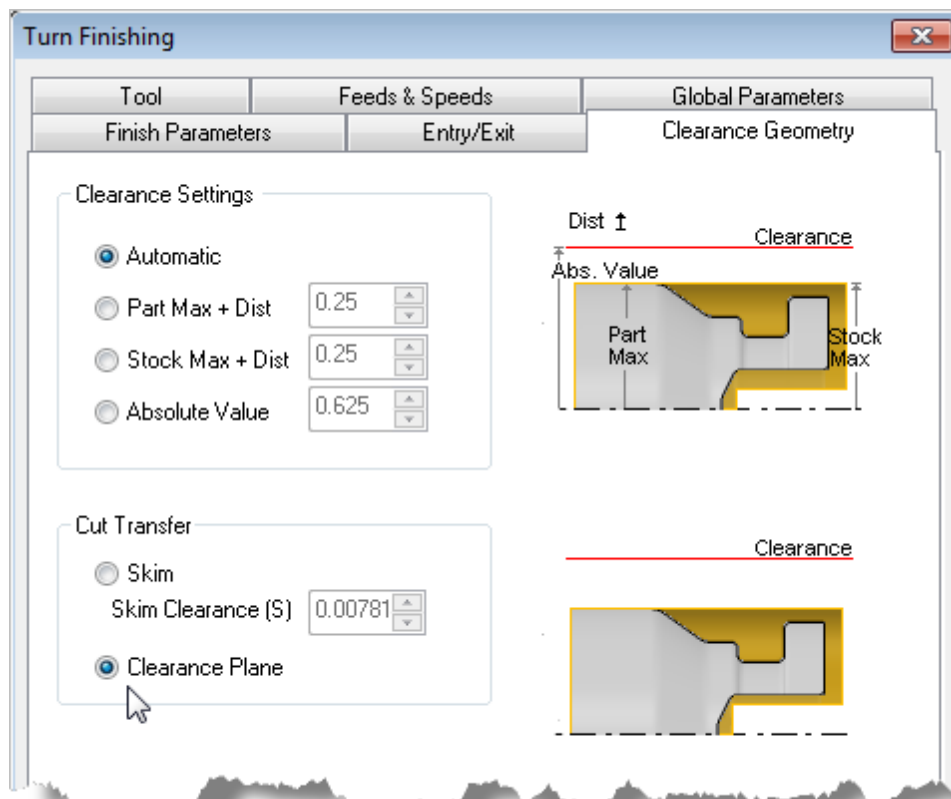 Turn Finishing
Tool Feeds & Speeds Global Parameters
Finish Parameters Entry/Exit Clearance Geometry
Clearance Settings
Automatic
Part Max + Dist 0.25
Stock Max + Dist 0.25
Absolute Value 0.625
Dist
Clearance
Abs. Value
Part Max
Stock Max
Cut Transfer
Skim
Skim Clearance (S) 0.00781
Clearance Plane
Clearance